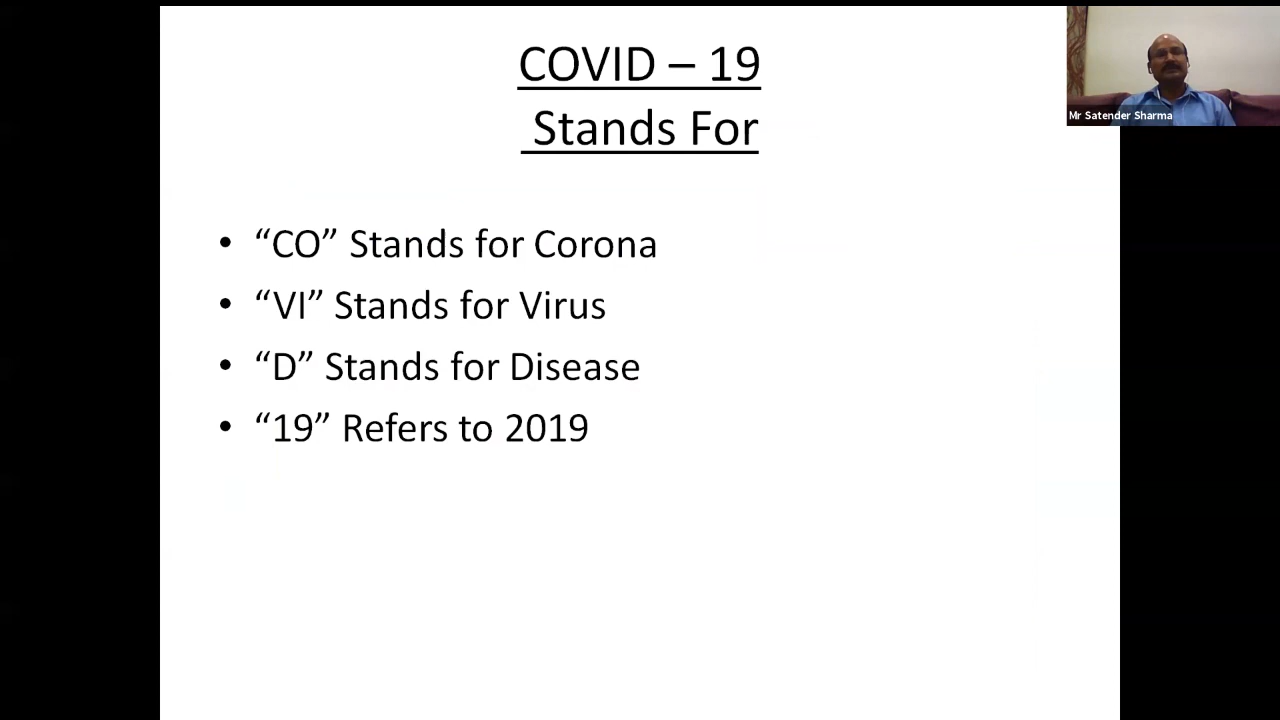 COVID – 19
Stands For
Mr Satender Sharma
• “CO” Stands for Corona
• “VI” Stands for Virus
• “D” Stands for Disease
• “19” Refers to 2019